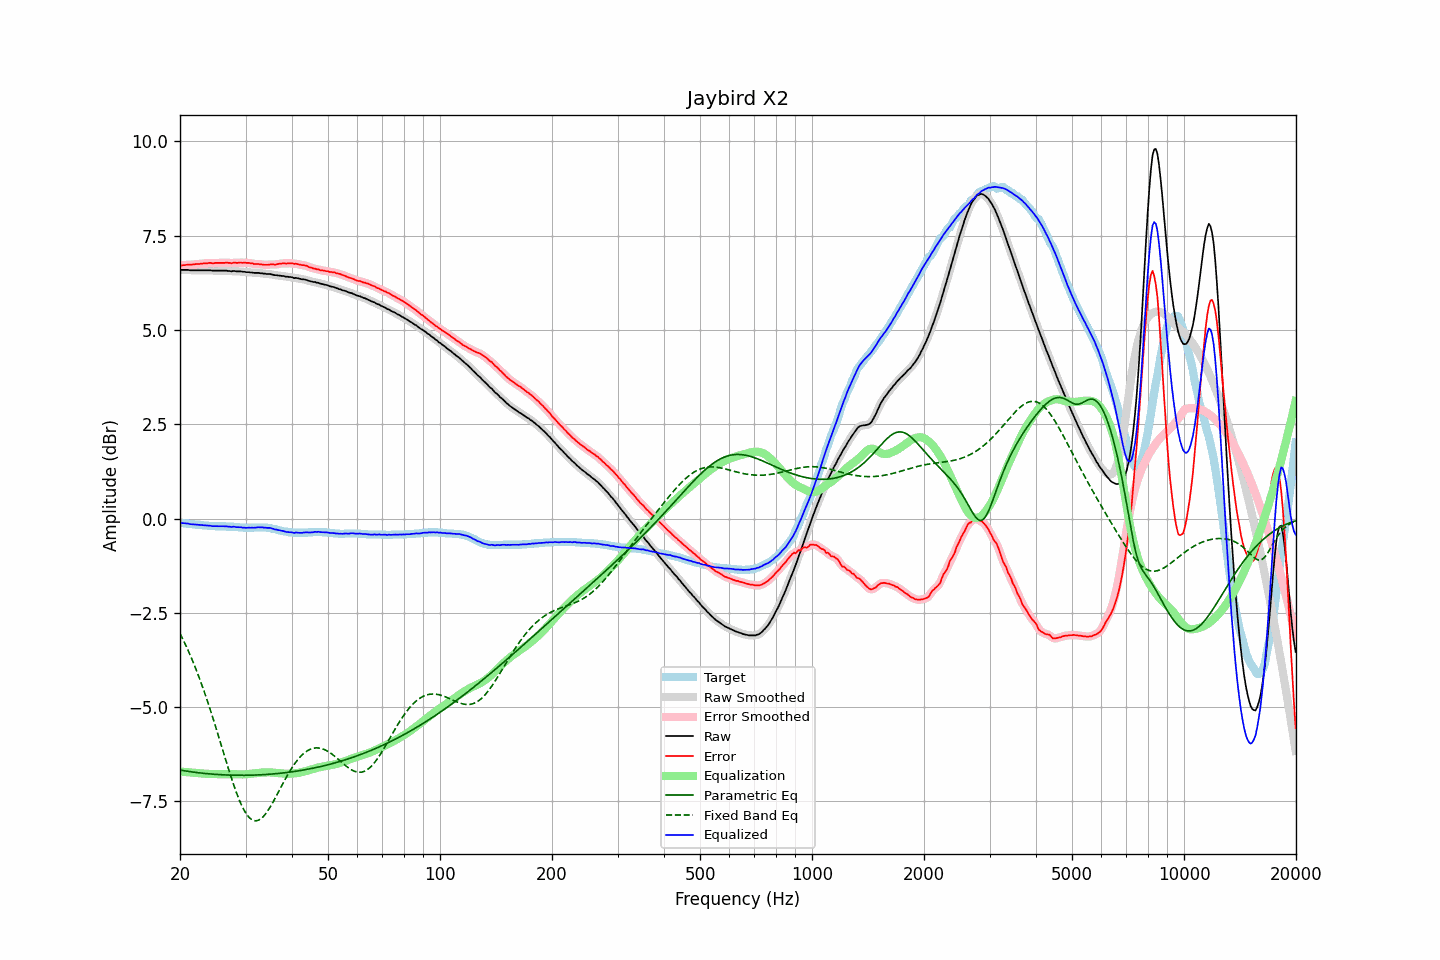 Jaybird X2
Amplitude (dBr)
10.0
7.5
5.0
2.5
0.0
−2.5
−5.0
−7.5
Target
Raw Smoothed
Error Smoothed
Raw
Error
Equalization
Parametric Eq
Fixed Band Eq
Equalized
20 50 100 200 500 1000 2000 5000 10000 20000
Frequency (Hz)